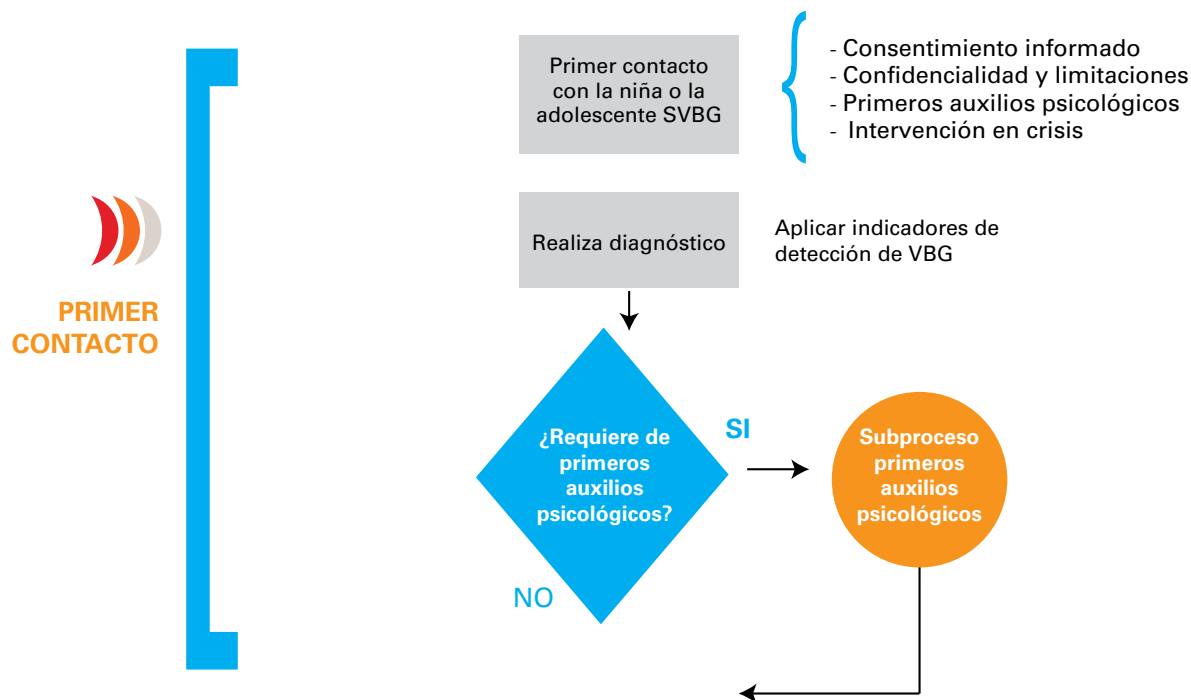 PRIMER
CONTACTO
Primer contacto
con la niña o la
adolescente SVBG
- Consentimiento informado
- Confidencialidad y limitaciones
- Primeros auxilios psicológicos
- Intervención en crisis
Realiza diagnóstico
Aplicar indicadores de
detección de VBG
¿Requiere de
primeros
auxilios
psicológicos?
SI
Subproceso
primeros
auxilios
psicológicos
NO